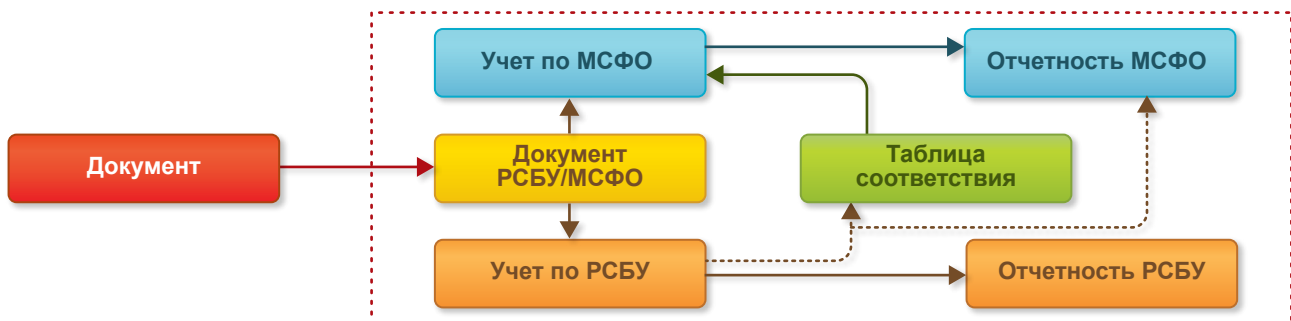 Учет по МСФО
Отчетность МСФО
Документ
Документ
РСБУ/МСФО
Таблица
соответствия
Учет по РСБУ
Отчетность РСБУ